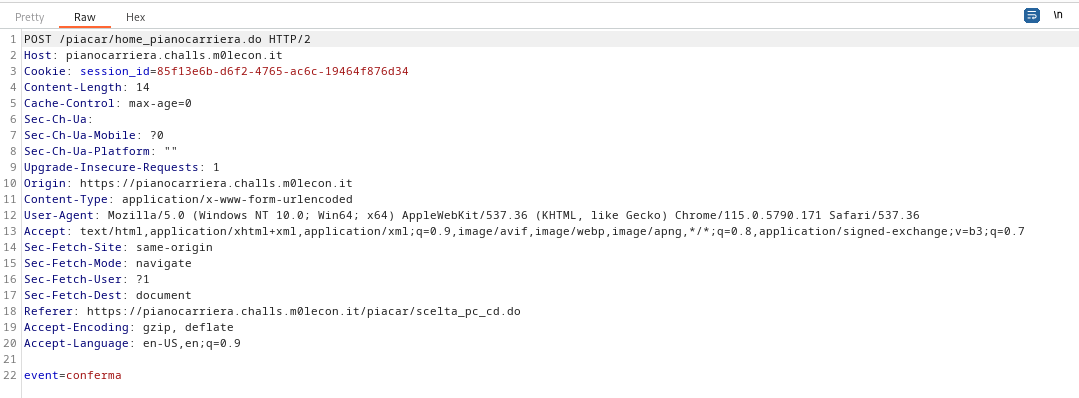 Pretty Raw Hex \n
1 POST /piacar/home_pianocarriera.do HTTP/2
2 Host: pianocarriera.challs.m0lecon.it
3 Cookie: session_id=85f13e6b-d6f2-4765-ac6c-19464f876d34
4 Content-Length: 14
5 Cache-Control: max-age=0
6 Sec-Ch-Ua:
7 Sec-Ch-Ua-Mobile: ?0
8 Sec-Ch-Ua-Platform: ""
9 Upgrade-Insecure-Requests: 1
10 Origin: https://pianocarriera.challs.m0lecon.it
11 Content-Type: application/x-www-form-urlencoded
12 User-Agent: Mozilla/5.0 (Windows NT 10.0; Win64; x64) AppleWebKit/537.36 (KHTML, like Gecko) Chrome/115.0.5790.171 Safari/537.36
13 Accept: text/html,application/xhtml+xml,application/xml;q=0.9,image/avif,image/webp,image/apng,*/*;q=0.8,application/signed-exchange;v=b3;q=0.7
14 Sec-Fetch-Site: same-origin
15 Sec-Fetch-Mode: navigate
16 Sec-Fetch-User: ?1
17 Sec-Fetch-Dest: document
18 Referer: https://pianocarriera.challs.m0lecon.it/piacar/scelta_pc_cd.do
19 Accept-Encoding: gzip, deflate
20 Accept-Language: en-US,en;q=0.9
21
22 event=conferma